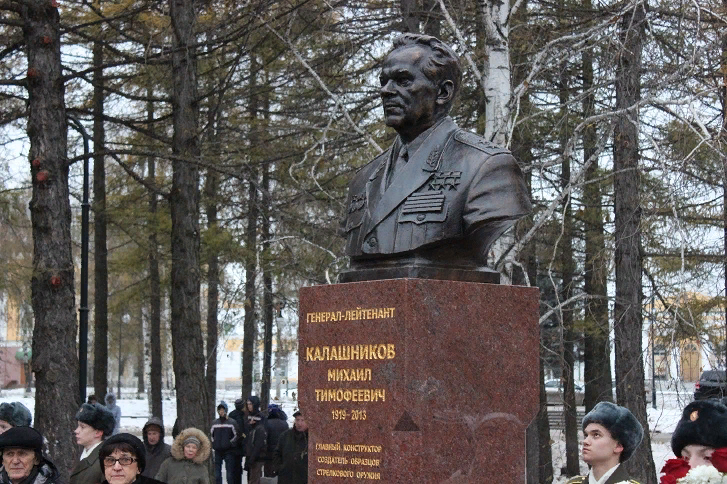 ГЕНЕРАЛ-ЛЕЙТЕНАНТ
КАЛАШНИКОВ
МИХАИЛ
ТИМОФЕЕВИЧ
1919-2013
ГЛАВНЫЙ КОНСТРУКТОР
СОЗДАТЕЛЬ ОБРАЗЦОВ
СТРЕЛКОВОГО ОРУЖИЯ